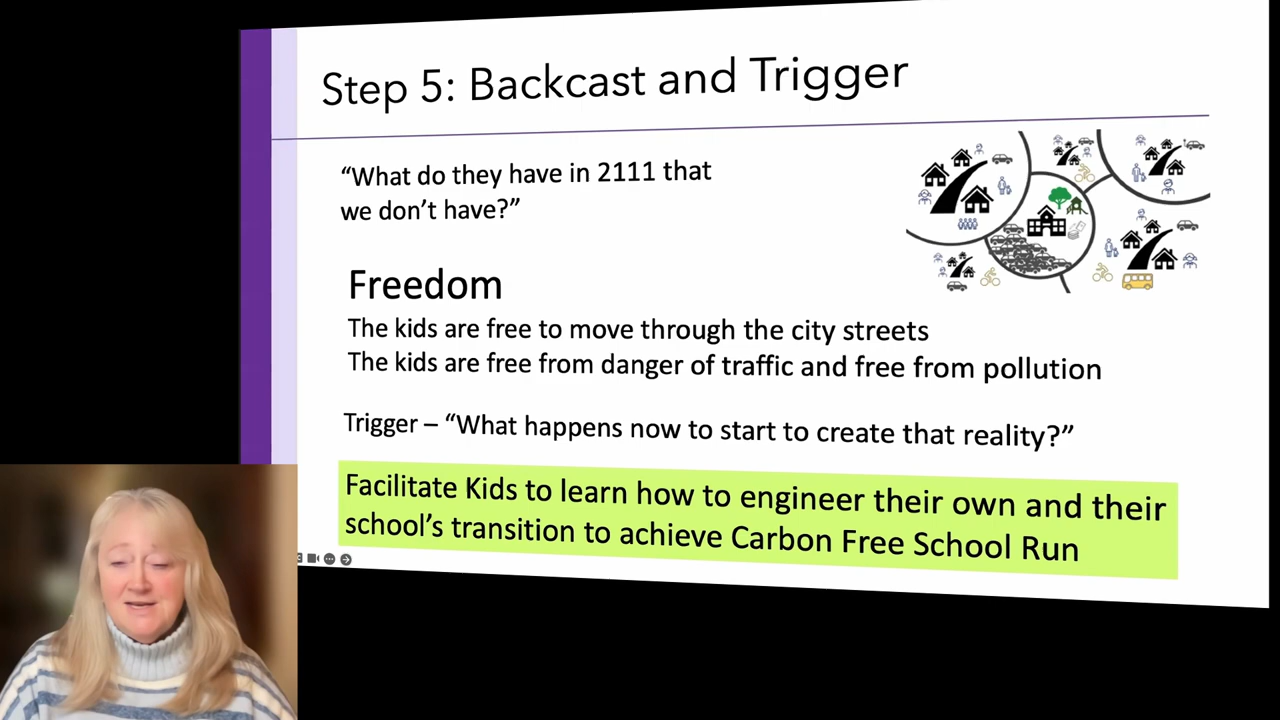 Step 5: Backcast and Trigger
“What do they have in 2111 that
we don’t have?”
Freedom
The kids are free to move through the city streets
The kids are free from danger of traffic and free from pollution
Trigger – “What happens now to start to create that reality?”
Facilitate Kids to learn how to engineer their own and their
school’s transition to achieve Carbon Free School Run